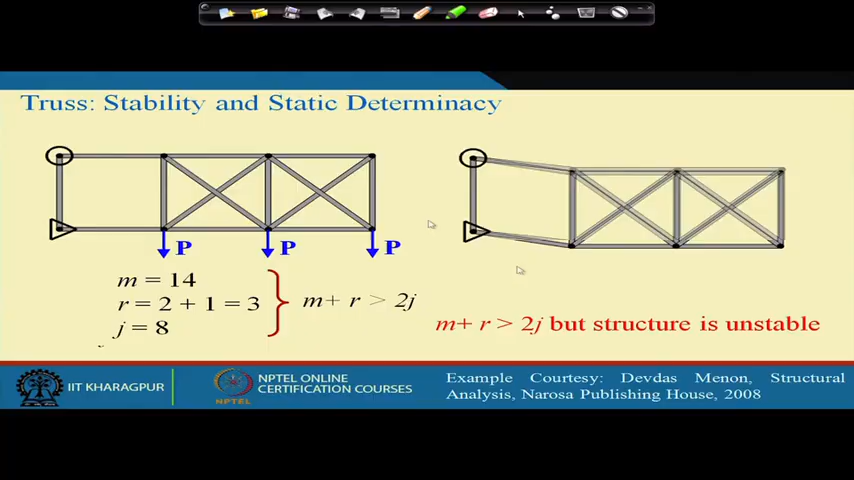 Truss: Stability and Static Determinacy
P P P
m = 14
r = 2 + 1 = 3
j = 8
m+ r > 2j
m+ r > 2j but structure is unstable
IIT KHARAGPUR
NPTEL
NPTEL ONLINE
CERTIFICATION COURSES
Example Courtesy: Devdas Menon, Structural
Analysis, Narosa Publishing House, 2008